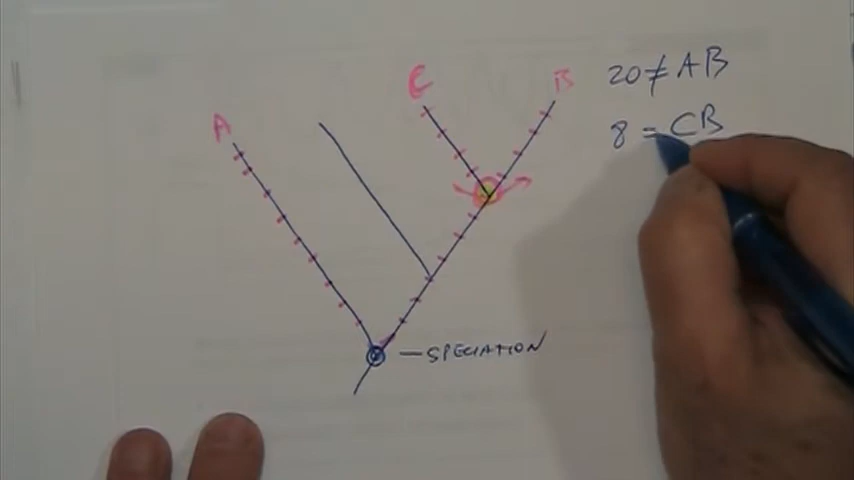 A
C
B
20≠AB
8=CB
—SPECIATION